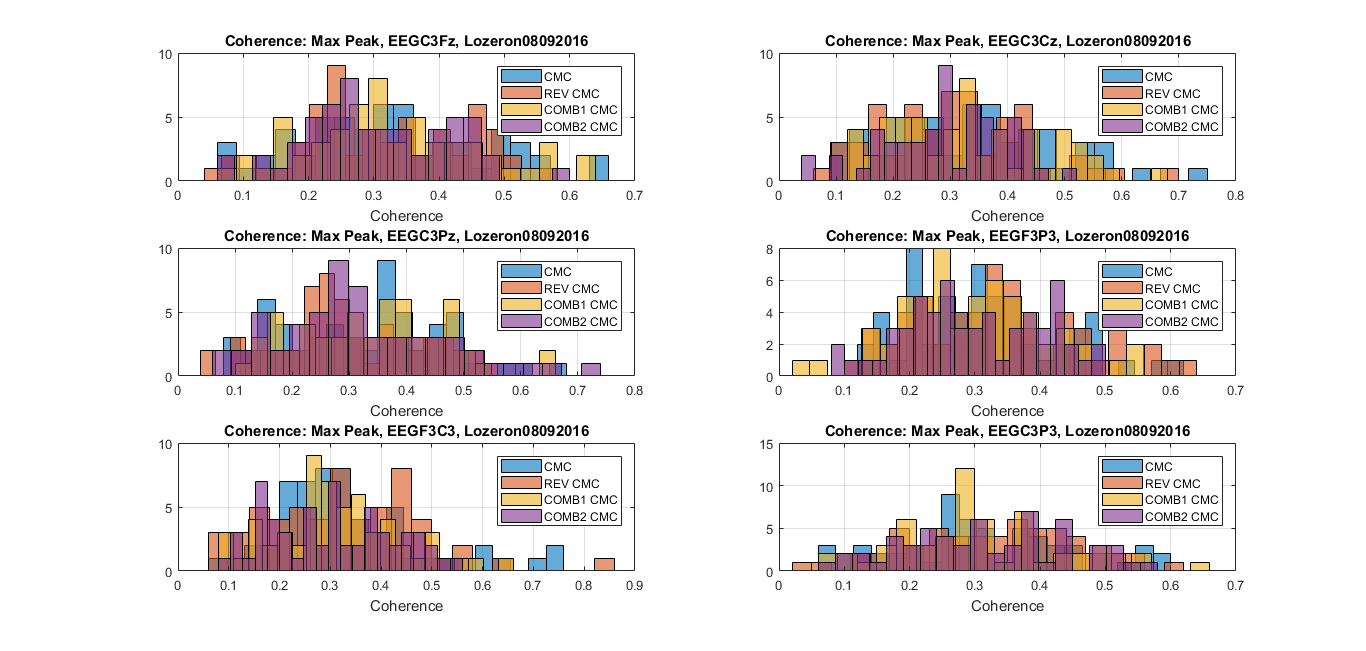 Coherence: Max Peak, EEGC3Fz, Lozeron08092016
10
5
0
CMC
REV CMC
COMB1 CMC
COMB2 CMC
0 0.1 0.2 0.3 0.4 0.5 0.6 0.7
Coherence
Coherence: Max Peak, EEGC3Cz, Lozeron08092016
10
5
0
CMC
REV CMC
COMB1 CMC
COMB2 CMC
0 0.1 0.2 0.3 0.4 0.5 0.6 0.7 0.8
Coherence
Coherence: Max Peak, EEGC3Pz, Lozeron08092016
10
5
0
CMC
REV CMC
COMB1 CMC
COMB2 CMC
0 0.1 0.2 0.3 0.4 0.5 0.6 0.7 0.8
Coherence
Coherence: Max Peak, EEGF3P3, Lozeron08092016
8
6
4
2
0
CMC
REV CMC
COMB1 CMC
COMB2 CMC
0 0.1 0.2 0.3 0.4 0.5 0.6 0.7
Coherence
Coherence: Max Peak, EEGF3C3, Lozeron08092016
10
5
0
CMC
REV CMC
COMB1 CMC
COMB2 CMC
0 0.1 0.2 0.3 0.4 0.5 0.6 0.7 0.8 0.9
Coherence
Coherence: Max Peak, EEGC3P3, Lozeron08092016
15
10
5
0
CMC
REV CMC
COMB1 CMC
COMB2 CMC
0 0.1 0.2 0.3 0.4 0.5 0.6 0.7
Coherence